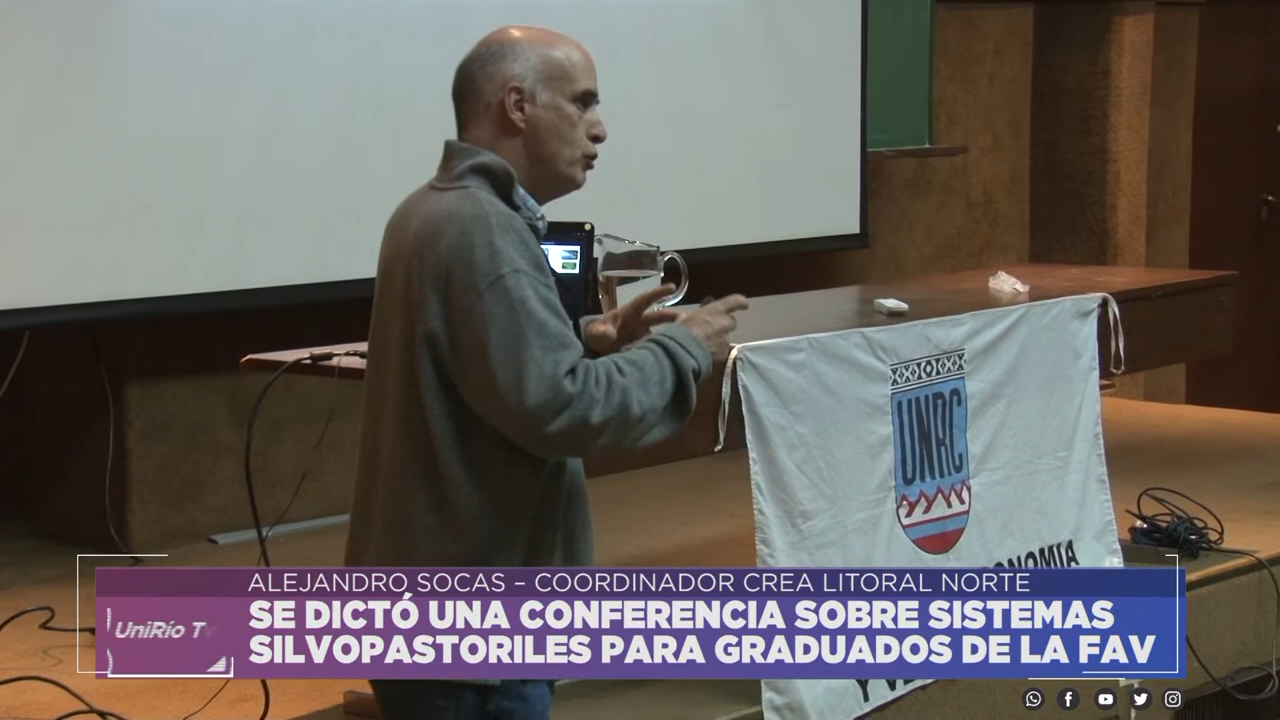 UNRC
ALEJANDRO SOCAS – COORDINADOR CREA LITORAL NORTE
SE DICTÓ UNA CONFERENCIA SOBRE SISTEMAS
SILVOPASTORILES PARA GRADUADOS DE LA FAV
UniRío Tv